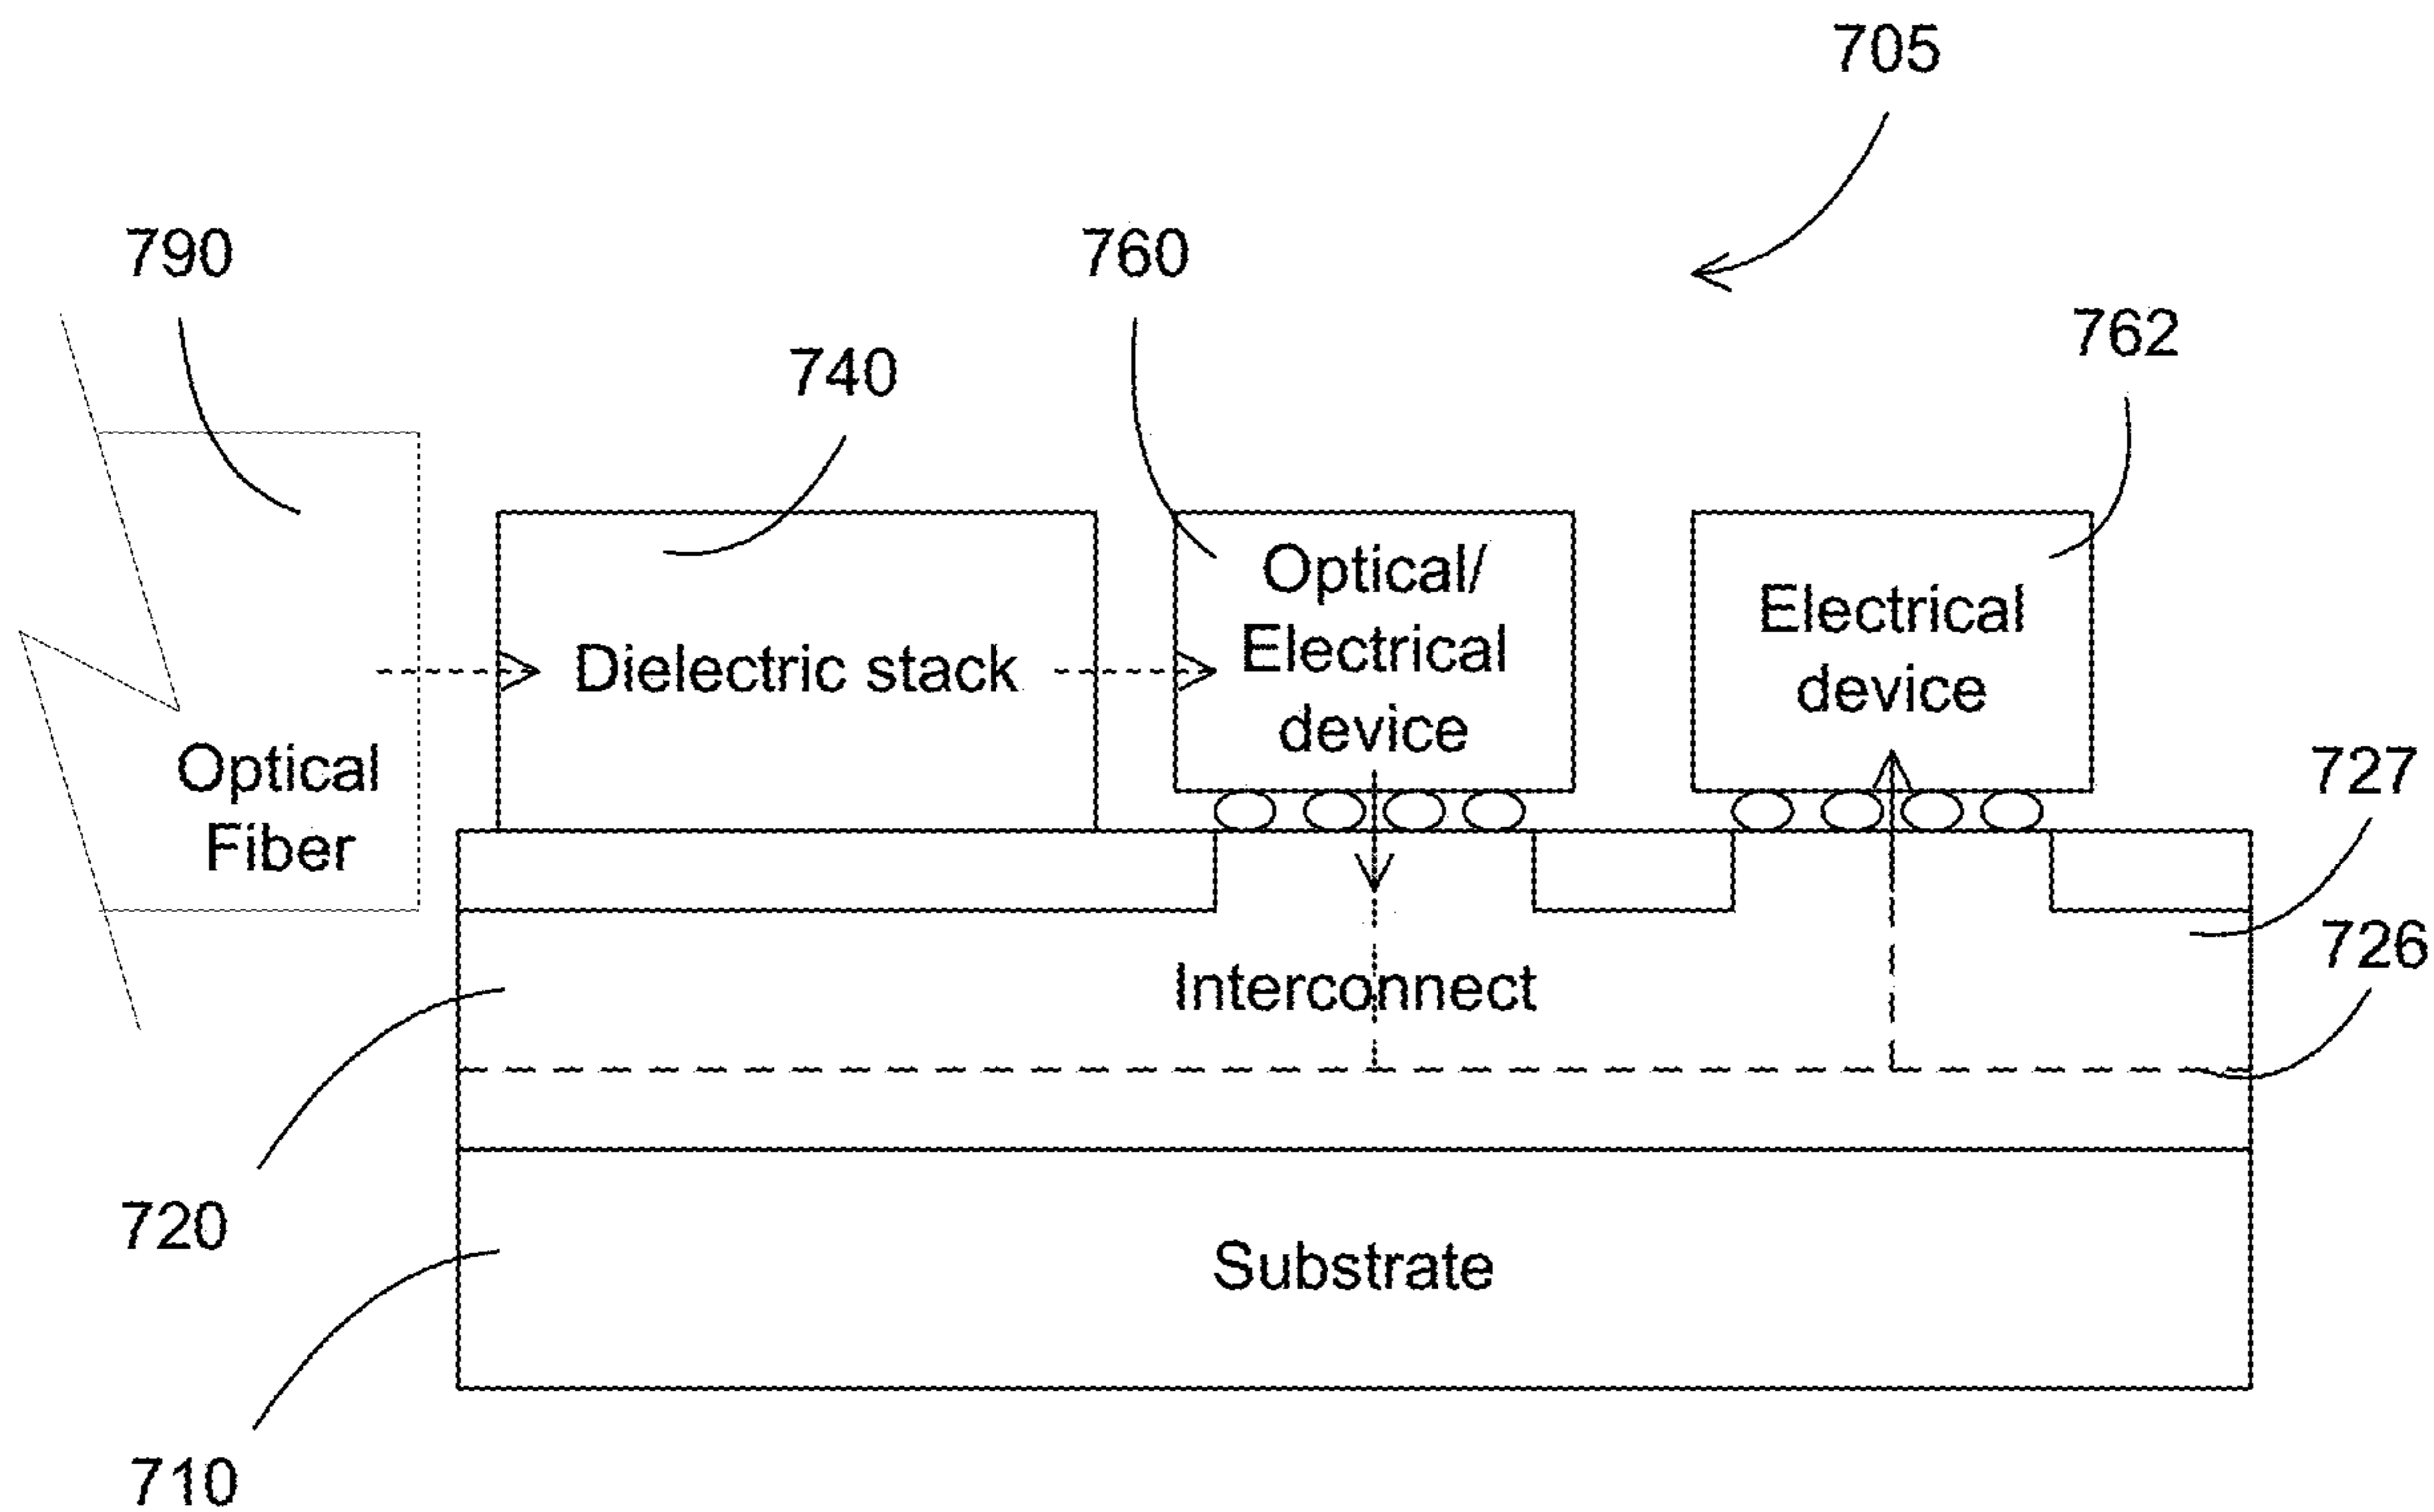 705
790
760
762
740
Optical/
Electrical
device
Electrical
device
Dielectric stack
Optical
Fiber
727
726
Interconnect
720
Substrate
710